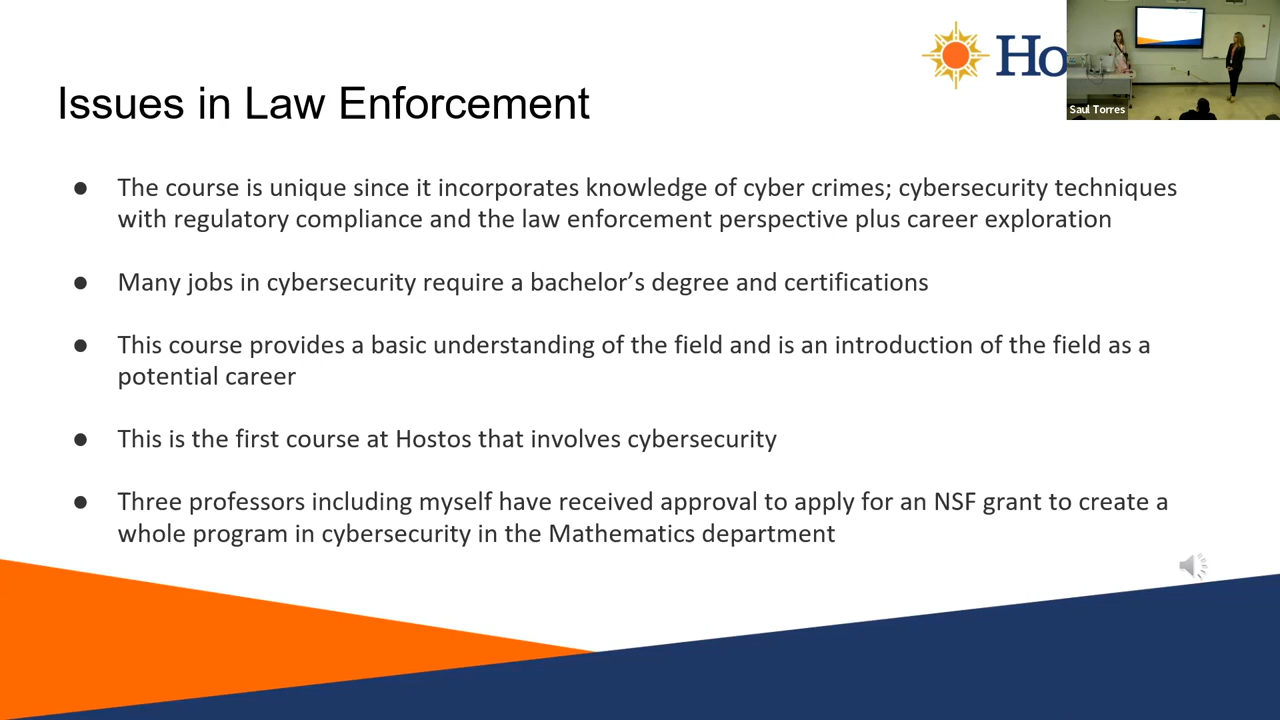 Ho
Saul Torres
Issues in Law Enforcement
● The course is unique since it incorporates knowledge of cyber crimes; cybersecurity techniques
with regulatory compliance and the law enforcement perspective plus career exploration
● Many jobs in cybersecurity require a bachelor’s degree and certifications
● This course provides a basic understanding of the field and is an introduction of the field as a
potential career
● This is the first course at Hostos that involves cybersecurity
● Three professors including myself have received approval to apply for an NSF grant to create a
whole program in cybersecurity in the Mathematics department